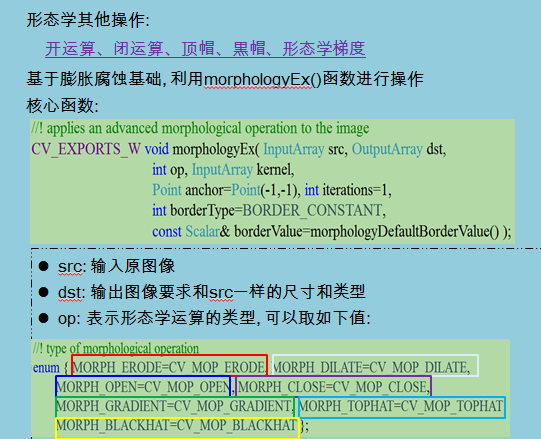 形态学其他操作:
开运算、闭运算、顶帽、黒帽、形态学梯度
基于膨胀腐蚀基础, 利用morphologyEx()函数进行操作
核心函数:
//! applies an advanced morphological operation to the image
CV_EXPORTS_W void morphologyEx( InputArray src, OutputArray dst,
int op, InputArray kernel,
Point anchor=Point(-1,-1), int iterations=1,
int borderType=BORDER_CONSTANT,
const Scalar& borderValue=morphologyDefaultBorderValue() );
● src: 输入原图像
● dst: 输出图像要求和src一样的尺寸和类型
● op: 表示形态学运算的类型, 可以取如下值:
//! type of morphological operation
enum { MORPH_ERODE=CV_MOP_ERODE, MORPH_DILATE=CV_MOP_DILATE,
MORPH_OPEN=CV_MOP_OPEN, MORPH_CLOSE=CV_MOP_CLOSE,
MORPH_GRADIENT=CV_MOP_GRADIENT, MORPH_TOPHAT=CV_MOP_TOPHAT
MORPH_BLACKHAT=CV_MOP_BLACKHAT };